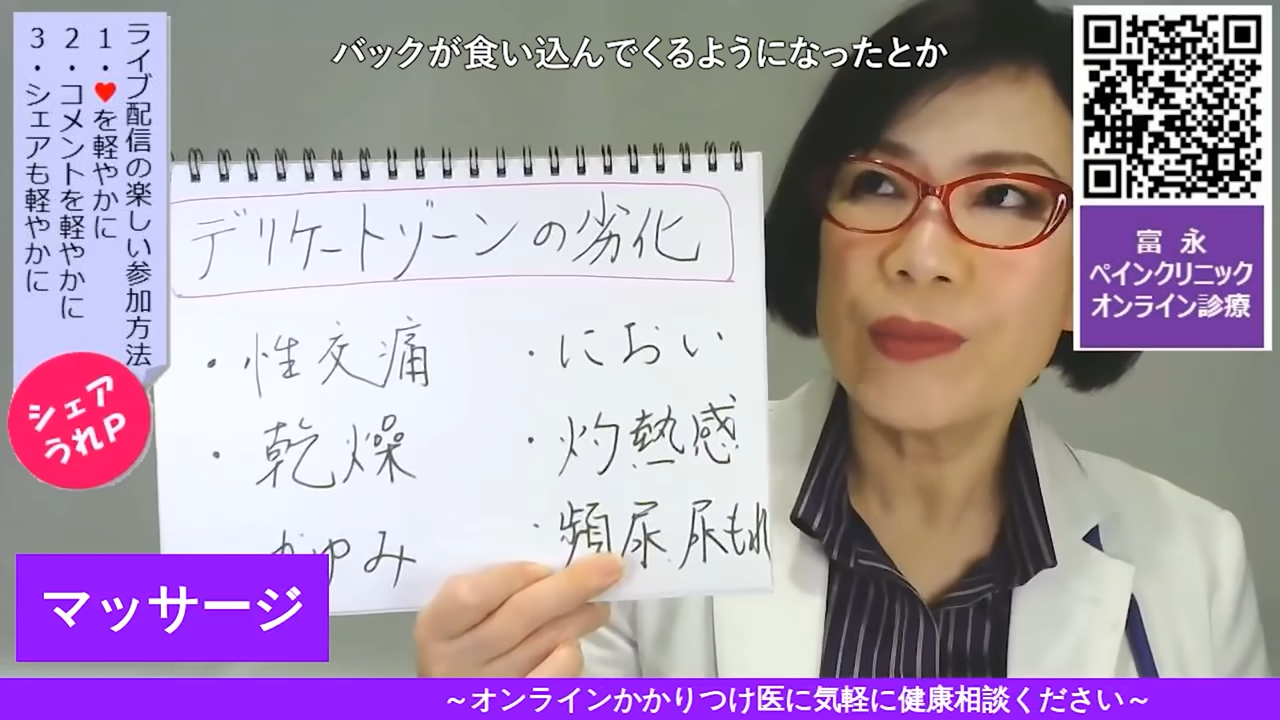 バックが食い込んでくるようになったとか
ライブ配信の楽しい参加方法
1・♥を軽やかに
2・コメントを軽やかに
3・シェアも軽やかに
シェア
うれP
デリケートゾーンの劣化
・性交痛
・乾燥
かゆみ
・におい
・灼熱感
・頻尿 尿もれ
富 永
ペインクリニック
オンライン診療
マッサージ
～オンラインかかりつけ医に気軽に健康相談ください～